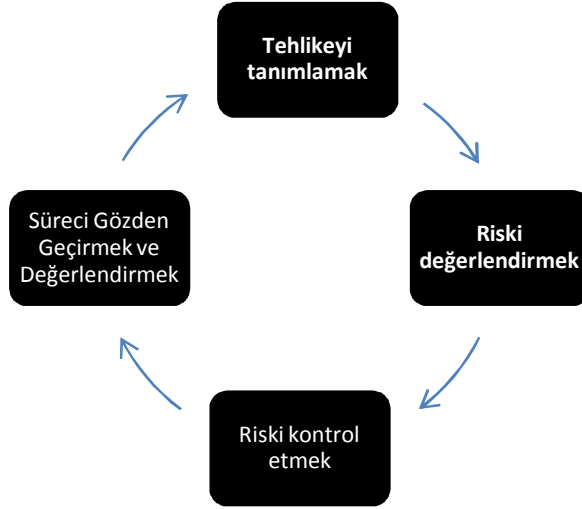 Tehlikeyi
tanımlamak
Riski
değerlendirmek
Riski kontrol
etmek
Süreci Gözden
Geçirmek ve
Değerlendirmek